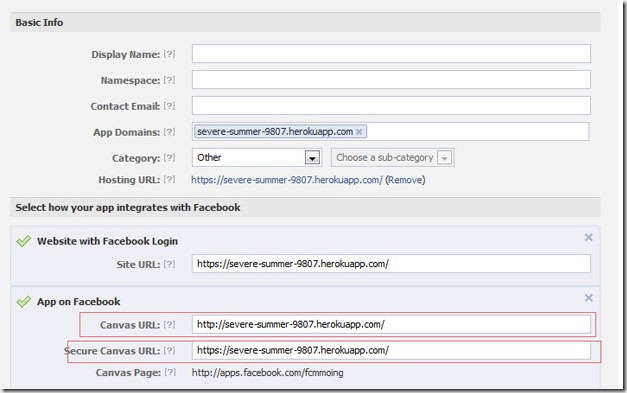 Basic Info
Display Name: [?]
Namespace: [?]
Contact Email: [?]
App Domains: [?] severe-summer-9807.herokuapp.com ×
Category: [?] Other Choose a sub-category
Hosting URL: [?] https://severe-summer-9807.herokuapp.com/ (Remove)
Select how your app integrates with Facebook
Website with Facebook Login ×
Site URL: [?] https://severe-summer-9807.herokuapp.com/
App on Facebook ×
Canvas URL: [?] http://severe-summer-9807.herokuapp.com/
Secure Canvas URL: [?] https://severe-summer-9807.herokuapp.com/
Canvas Page: [?] http://apps.facebook.com/fcmmoing